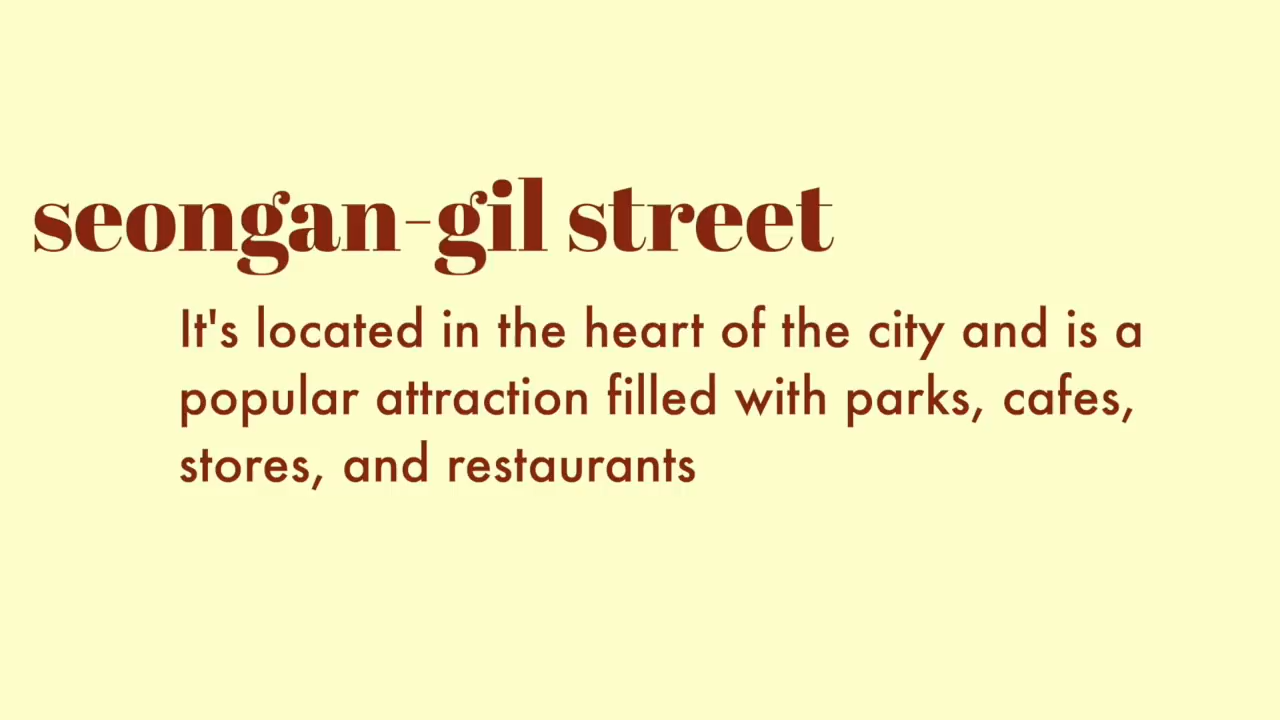 seongan-gil street
It's located in the heart of the city and is a
popular attraction filled with parks, cafes,
stores, and restaurants